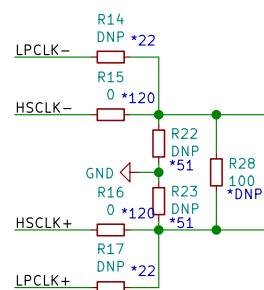 R14
DNP *22
LPCLK-
R15
0 *120
HSCLK-
R22
DNP
*51
GND
R28
100
*DNP
R16
0 *120
R23
DNP
*51
HSCLK+
R17
DNP *22
LPCLK+